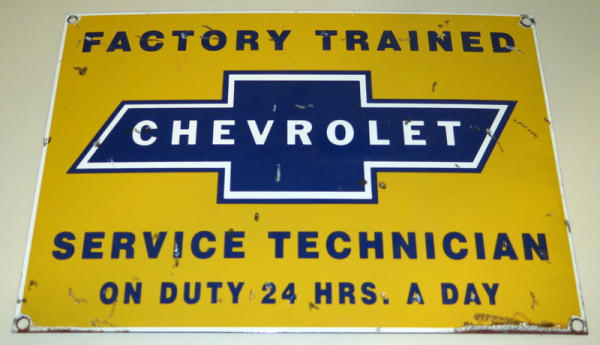 FACTORY TRAINED
CHEVROLET
SERVICE TECHNICIAN
ON DUTY 24 HRS. A DAY